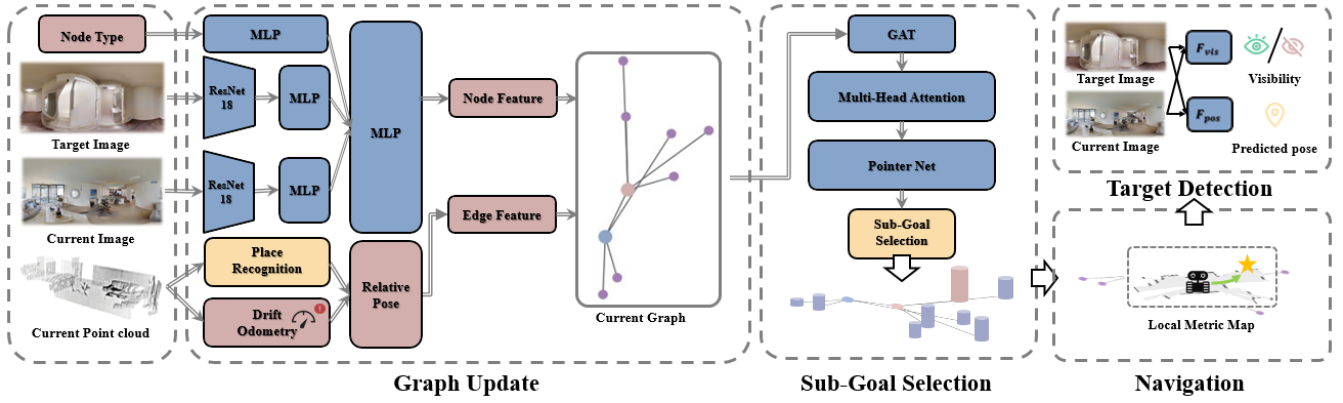 Node Type
Target Image
Current Image
Current Point cloud
MLP
ResNet
18
MLP
ResNet
18
MLP
MLP
Place
Recognition
Drift
Odometry
!
Relative
Pose
Node Feature
Edge Feature
Current Graph
Graph Update
GAT
Multi-Head Attention
Pointer Net
Sub-Goal
Selection
Sub-Goal Selection
Target Image
Current Image
Fvis
Fpos
Visibility
Predicted pose
Target Detection
Local Metric Map
Navigation